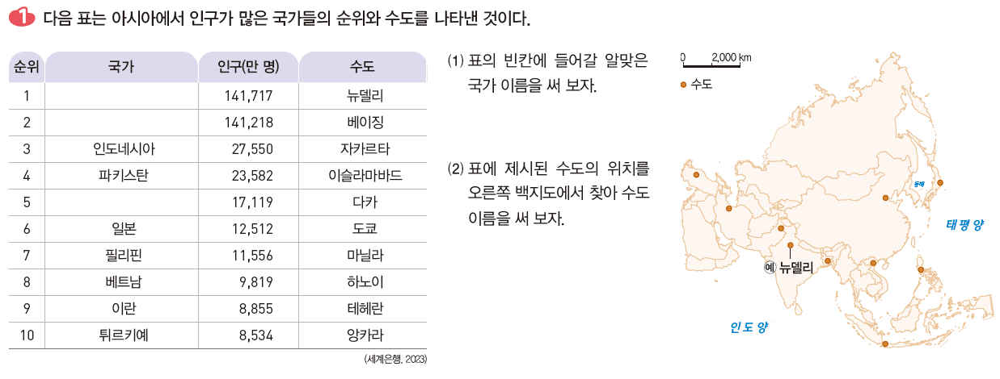 1 다음 표는 아시아에서 인구가 많은 국가들의 순위와 수도를 나타낸 것이다.
순위 국가 인구(만 명) 수도
1 141,717 뉴델리
2 141,218 베이징
3 인도네시아 27,550 자카르타
4 파키스탄 23,582 이슬라마바드
5 17,119 다카
6 일본 12,512 도쿄
7 필리핀 11,556 마닐라
8 베트남 9,819 하노이
9 이란 8,855 테헤란
10 튀르키예 8,534 앙카라
(세계은행, 2023)
(1) 표의 빈칸에 들어갈 알맞은
국가 이름을 써 보자.
(2) 표에 제시된 수도의 위치를
오른쪽 백지도에서 찾아 수도
이름을 써 보자.
0 2,000 km
수도
동해
태평양
예 뉴델리
인도양